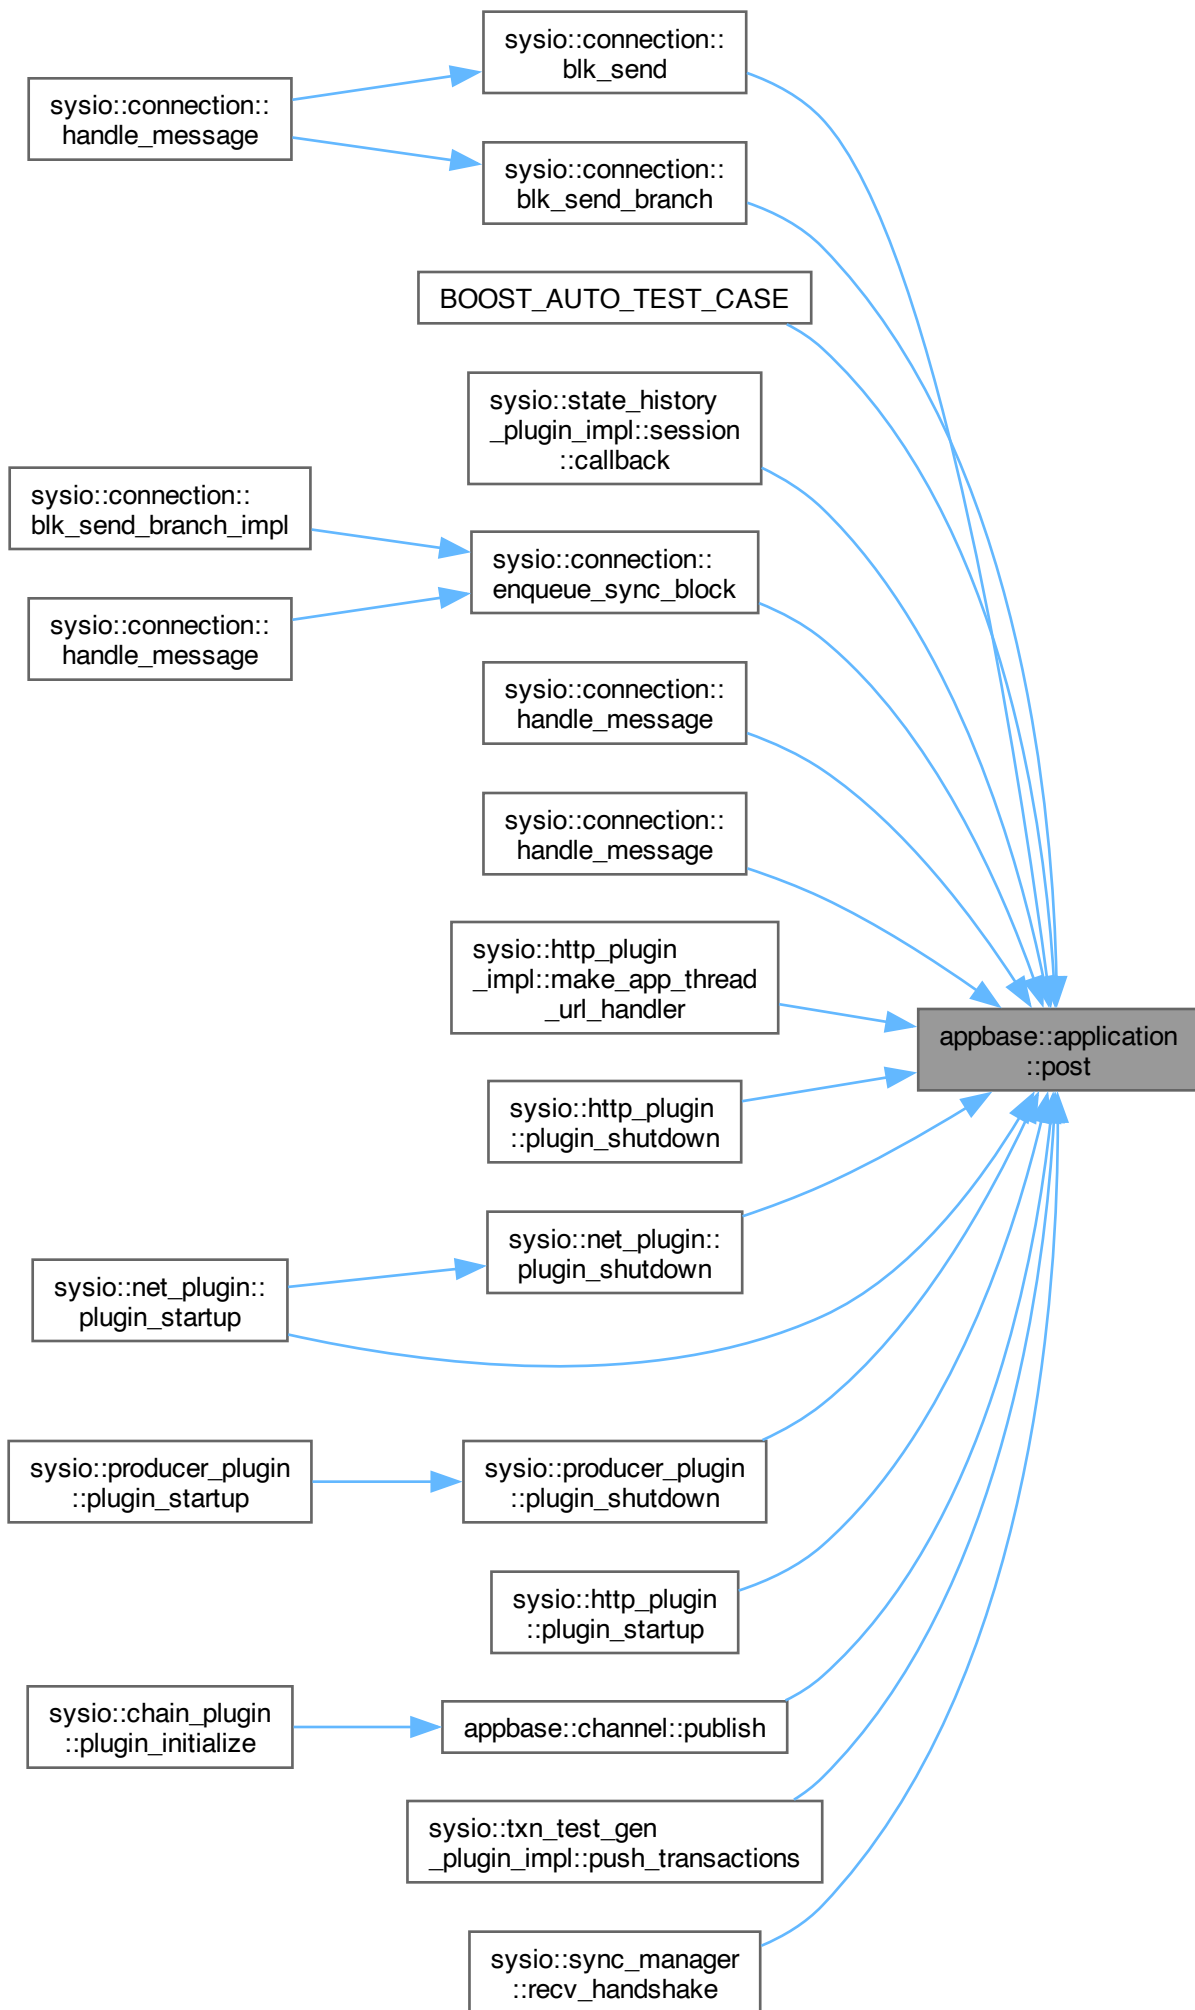 sysio::connection::
blk_send
sysio::connection::
handle_message
sysio::connection::
blk_send_branch
BOOST_AUTO_TEST_CASE
sysio::state_history
_plugin_impl::session
::callback
sysio::connection::
blk_send_branch_impl
sysio::connection::
enqueue_sync_block
sysio::connection::
handle_message
sysio::connection::
handle_message
sysio::connection::
handle_message
sysio::http_plugin
_impl::make_app_thread
_url_handler
appbase::application
::post
sysio::http_plugin
::plugin_shutdown
sysio::net_plugin::
plugin_shutdown
sysio::net_plugin::
plugin_startup
sysio::producer_plugin
::plugin_startup
sysio::producer_plugin
::plugin_shutdown
sysio::http_plugin
::plugin_startup
sysio::chain_plugin
::plugin_initialize
appbase::channel::publish
sysio::txn_test_gen
_plugin_impl::push_transactions
sysio::sync_manager
::recv_handshake